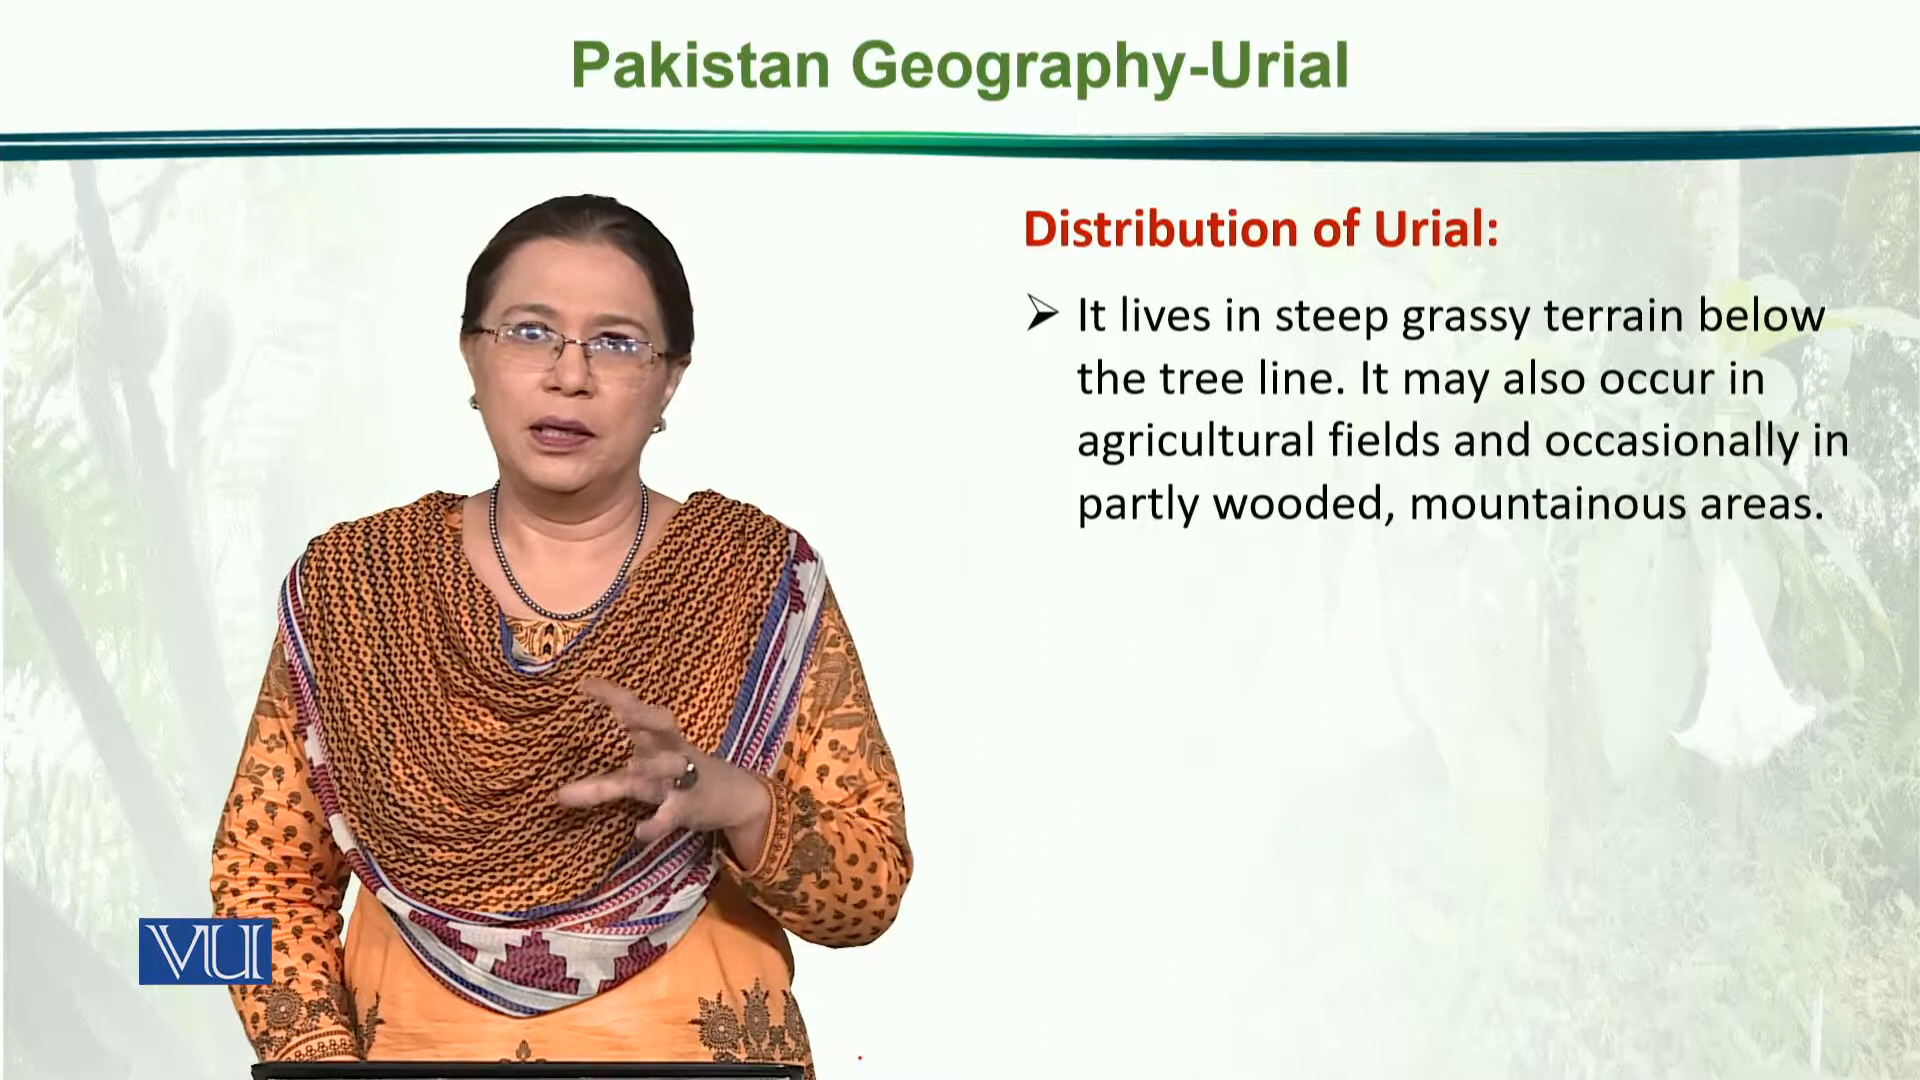 Pakistan Geography-Urial
Distribution of Urial:
It lives in steep grassy terrain below
the tree line. It may also occur in
agricultural fields and occasionally in
partly wooded, mountainous areas.
VU